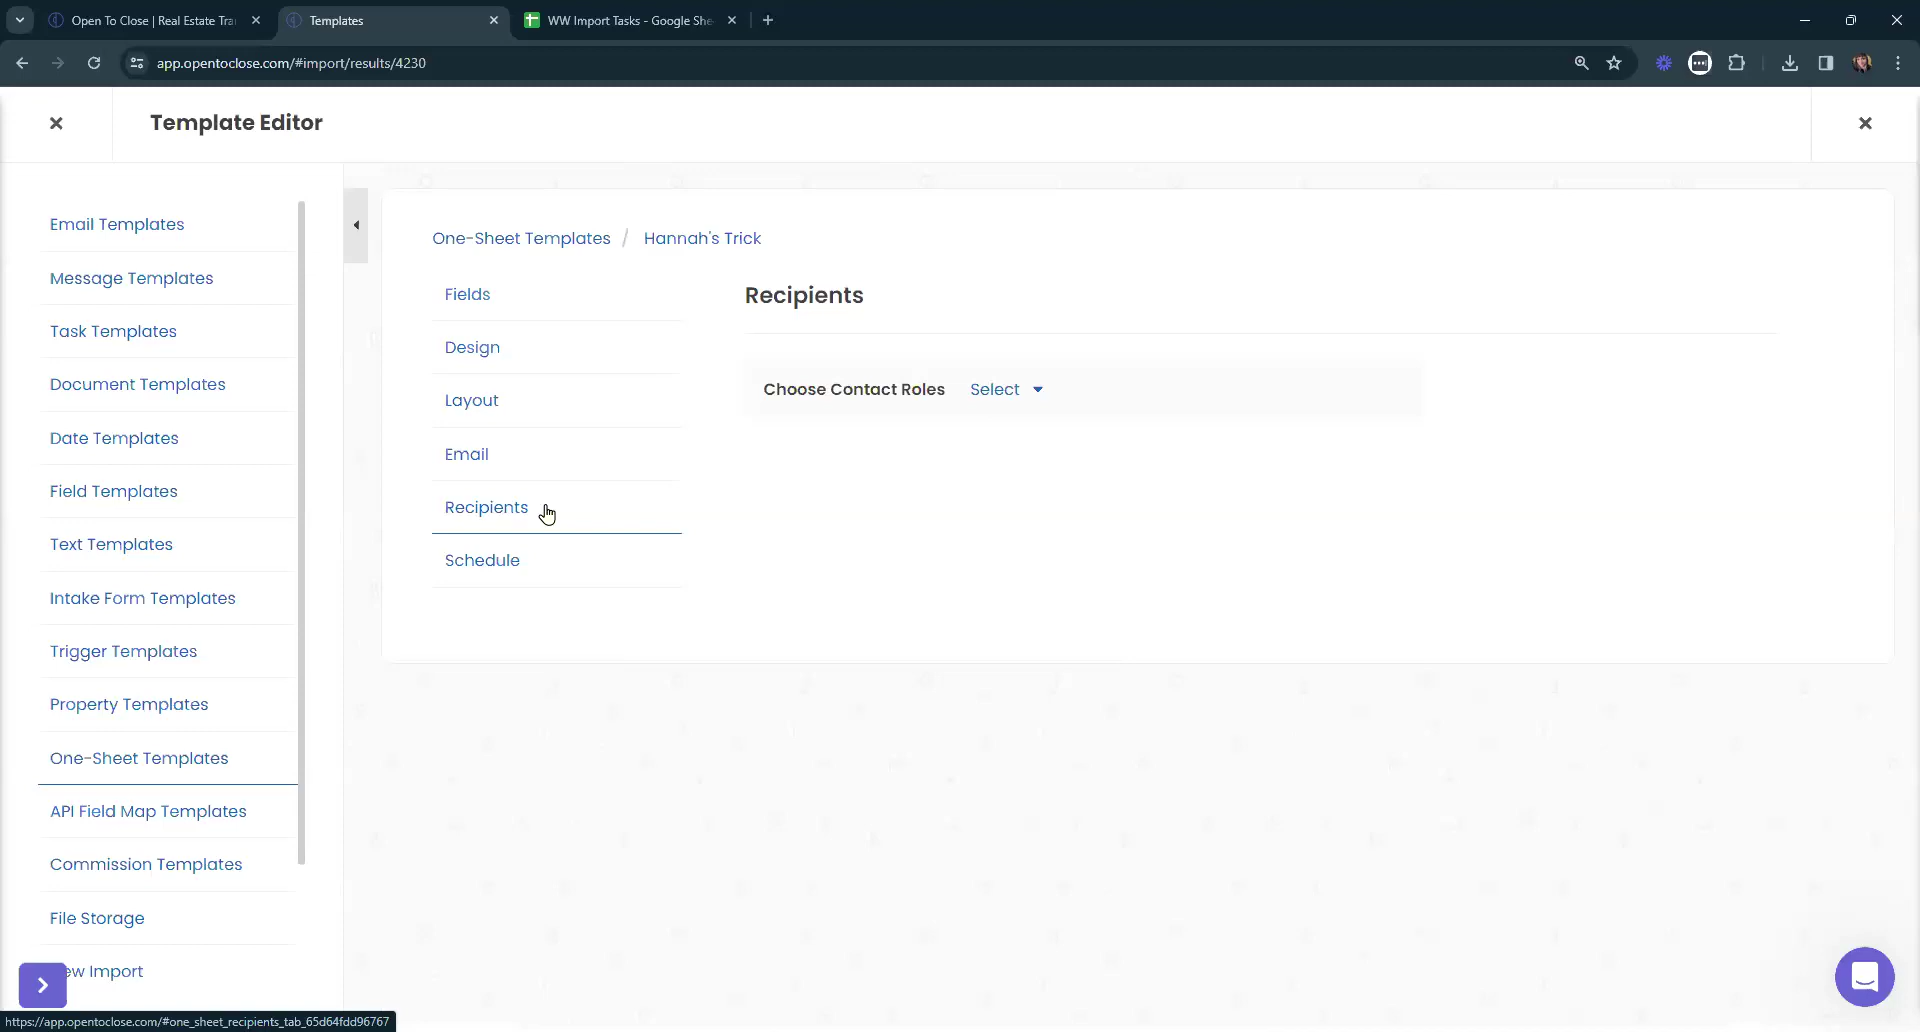 Open To Close | Real Estate Tra
Templates
WW Import Tasks - Google She
app.opentoclose.com/#import/results/4230
Template Editor
Email Templates
Message Templates
Task Templates
Document Templates
Date Templates
Field Templates
Text Templates
Intake Form Templates
Trigger Templates
Property Templates
One-Sheet Templates
API Field Map Templates
Commission Templates
File Storage
ew Import
One-Sheet Templates / Hannah's Trick
Fields
Design
Layout
Email
Recipients
Schedule
Recipients
Choose Contact Roles Select
https://app.opentoclose.com/#one_sheet_recipients_tab_65d64fdd96767